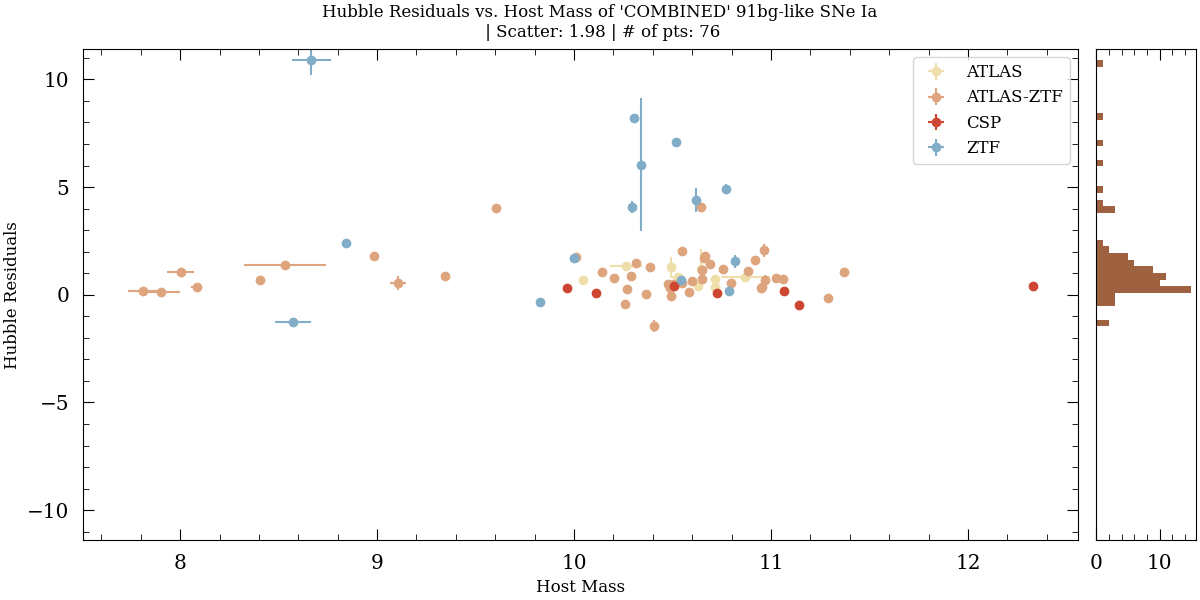 Hubble Residuals vs. Host Mass of 'COMBINED' 91bg-like SNe Ia
| Scatter: 1.98 | # of pts: 76
ATLAS
ATLAS-ZTF
CSP
ZTF
Hubble Residuals
10
5
0
−5
−10
8
9
10
11
12
Host Mass
0
10